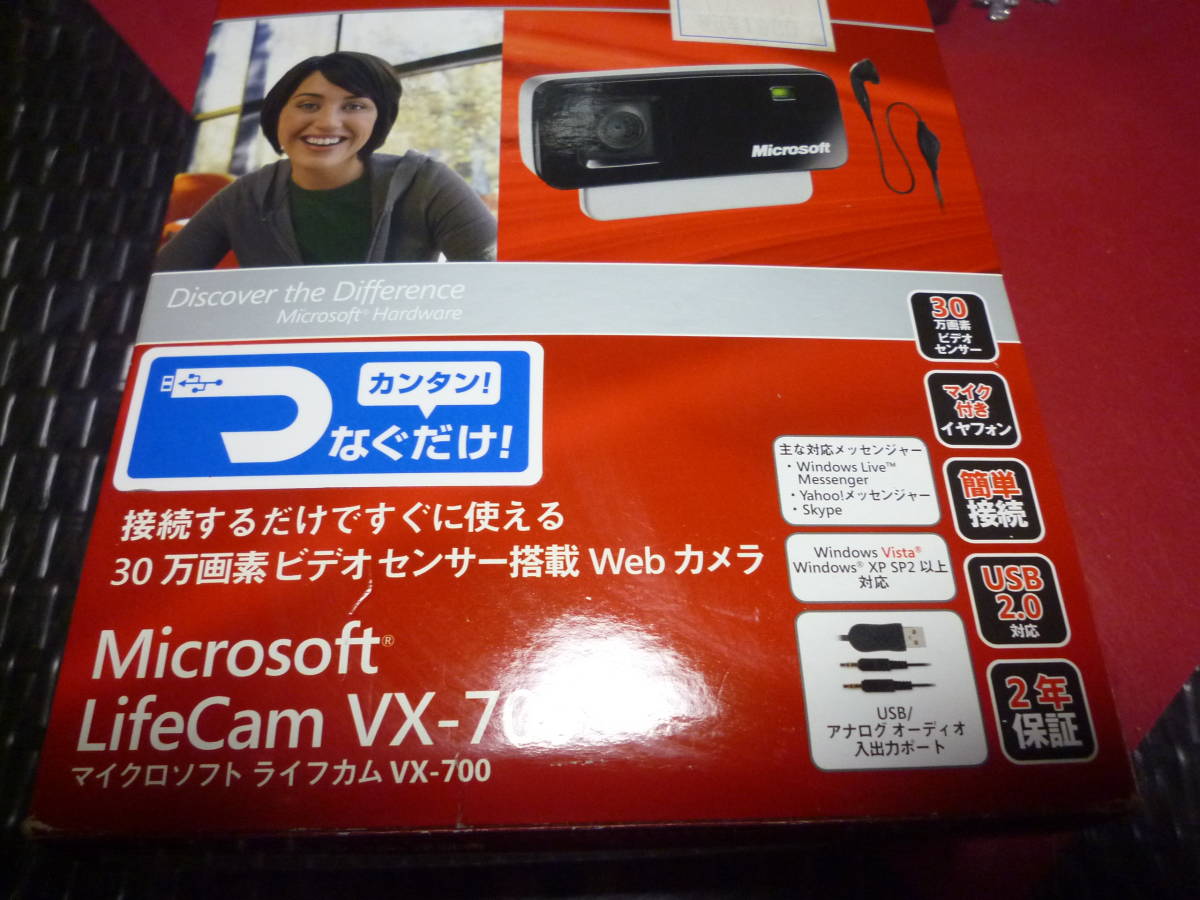 Microsoft
Discover the Difference
Microsoft® Hardware
カンタン!
つなぐだけ!
接続するだけですぐに使える
30万画素ビデオセンサー搭載 Web カメラ
Microsoft®
LifeCam VX-70
マイクロソフト ライフカム VX-700
30
万画素
ビデオ
センサー
マイク
付き
イヤフォン
簡単
接続
USB
2.0
対応
2年
保証
主な対応メッセンジャー
・Windows Live™
Messenger
・Yahoo!メッセンジャー
・Skype
Windows Vista®
Windows® XP SP2 以上
対応
USB/
アナログ オーディオ
入出力ポート